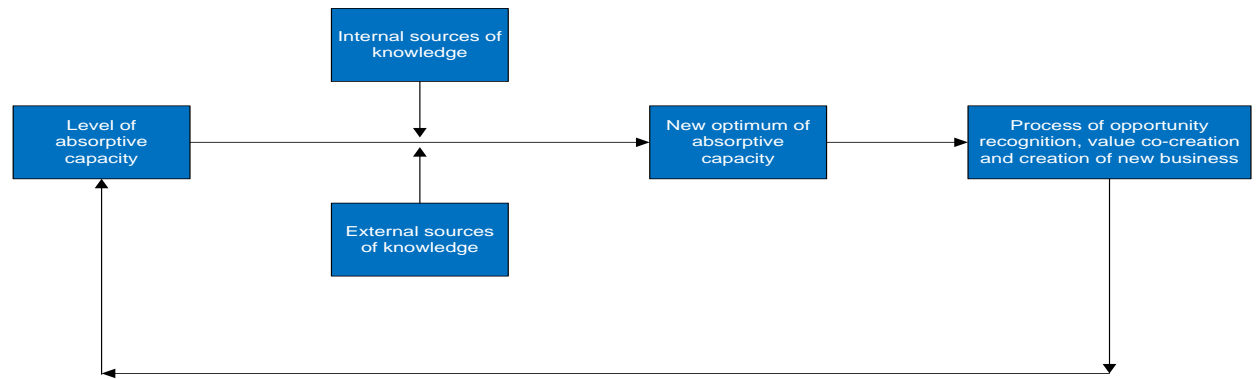 Internal sources of
knowledge
Level of
absorptive
capacity
New optimum of
absorptive
capacity
Process of opportunity
recognition, value co-creation
and creation of new business
External sources
of knowledge